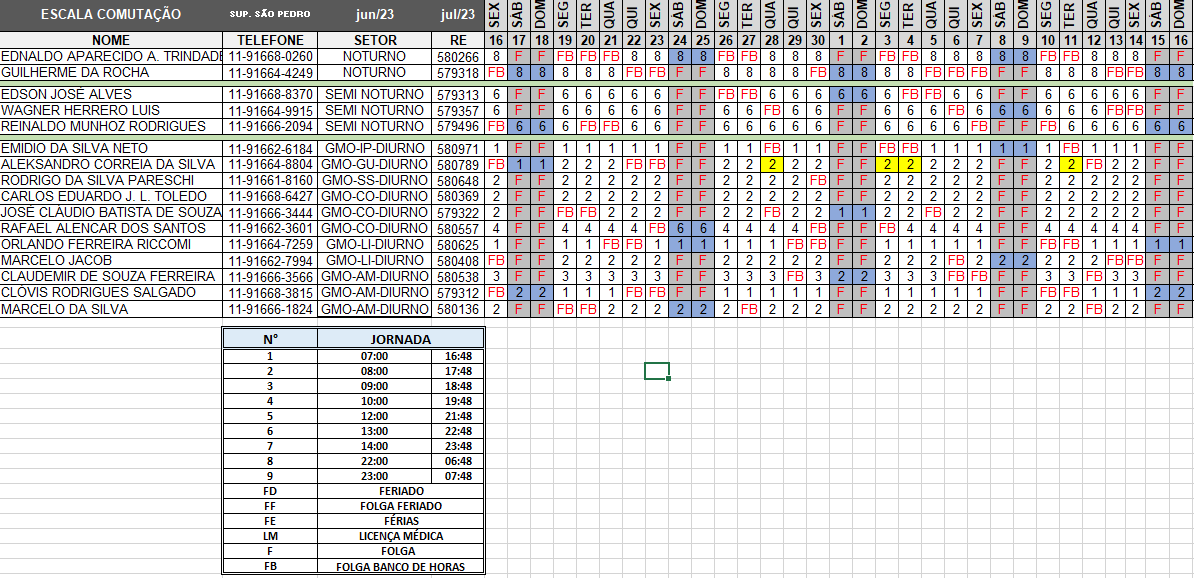 ESCALA COMUTAÇÃO SUP. SÃO PEDRO jun/23 jul/23 SEX SÁB DOM SEG TER QUA QUI SEX SÁB DOM SEG TER QUA QUI SEX SÁB DOM SEG TER QUA QUI SEX SÁB DOM SEG TER QUA QUI SEX SÁB DOM
NOME TELEFONE SETOR RE 16 17 18 19 20 21 22 23 24 25 26 27 28 29 30 1 2 3 4 5 6 7 8 9 10 11 12 13 14 15 16
EDNALDO APARECIDO A. TRINDADE 11-91668-0260 NOTURNO 580266 8 F F FB FB FB 8 8 8 8 FB FB 8 8 8 F F FB FB 8 8 8 8 8 FB FB 8 8 8 F F
GUILHERME DA ROCHA 11-91664-4249 NOTURNO 579318 FB 8 8 8 8 8 FB FB F F 8 8 8 8 FB 8 8 8 8 FB FB FB F F 8 8 8 FB FB 8 8
EDSON JOSÉ ALVES 11-91668-8370 SEMI NOTURNO 579313 6 F F 6 6 6 6 6 F F FB FB 6 6 6 6 6 6 FB FB 6 6 F F 6 6 6 6 6 F F
WAGNER HERRERO LUIS 11-91664-9915 SEMI NOTURNO 579357 6 F F 6 6 6 6 6 F F 6 6 FB 6 6 F F 6 6 6 FB 6 6 6 6 6 6 FB FB F F
REINALDO MUNHOZ RODRIGUES 11-91666-2094 SEMI NOTURNO 579496 FB 6 6 6 FB FB 6 6 F F 6 6 6 6 6 F F 6 6 6 6 FB F F FB 6 6 6 6 6 6
EMIDIO DA SILVA NETO 11-91662-6184 GMO-IP-DIURNO 580971 1 F F 1 1 1 1 1 F F 1 1 FB 1 1 F F FB FB 1 1 1 1 1 1 FB 1 1 1 F F
ALEKSANDRO CORREIA DA SILVA 11-91664-8804 GMO-GU-DIURNO 580789 FB 1 1 2 2 2 FB FB F F 2 2 2 2 2 F F 2 2 2 2 2 F F 2 2 FB 2 2 F F
RODRIGO DA SILVA PARESCHI 11-91661-8160 GMO-SS-DIURNO 580648 2 F F 2 2 2 2 2 F F 2 2 2 2 FB F F 2 2 2 2 2 F F 2 2 2 2 2 F F
CARLOS EDUARDO J. L. TOLEDO 11-91668-6427 GMO-CO-DIURNO 580369 2 F F 2 2 2 2 2 F F 2 2 2 2 2 F F 2 2 2 2 2 F F 2 2 2 2 2 F F
JOSÉ CLAUDIO BATISTA DE SOUZA 11-91666-3444 GMO-CO-DIURNO 579322 2 F F FB FB 2 2 2 F F 2 2 FB 2 2 1 1 2 2 FB 2 2 F F 2 2 2 2 2 F F
RAFAEL ALENCAR DOS SANTOS 11-91662-3601 GMO-CO-DIURNO 580557 4 F F 4 4 4 4 FB 6 6 4 4 4 4 FB F F FB 4 4 4 4 F F 4 4 4 4 4 F F
ORLANDO FERREIRA RICCOMI 11-91664-7259 GMO-LI-DIURNO 580625 1 F F 1 1 FB FB 1 1 1 1 1 1 FB FB F F 1 1 1 1 1 F F FB FB 1 1 1 1 1
MARCELO JACOB 11-91662-7994 GMO-LI-DIURNO 580408 FB F F 2 2 2 2 2 F F 2 2 2 2 2 F F 2 2 2 FB 2 2 2 2 2 2 FB FB F F
CLAUDEMIR DE SOUZA FERREIRA 11-91666-3566 GMO-AM-DIURNO 580538 3 F F 3 3 3 3 3 F F 3 3 3 FB 3 2 2 3 3 3 FB FB F F 3 3 FB 3 3 F F
CLÓVIS RODRIGUES SALGADO 11-91668-3815 GMO-AM-DIURNO 579312 FB 2 2 1 1 1 FB FB F F 1 1 1 1 1 F F 1 1 1 1 1 F F FB FB 1 1 1 2 2
MARCELO DA SILVA 11-91666-1824 GMO-AM-DIURNO 580136 2 F F FB FB 2 2 2 2 2 2 FB 2 2 2 F F 2 2 2 2 2 F F 2 2 FB 2 2 F F
N° JORNADA
1 07:00 16:48
2 08:00 17:48
3 09:00 18:48
4 10:00 19:48
5 12:00 21:48
6 13:00 22:48
7 14:00 23:48
8 22:00 06:48
9 23:00 07:48
FD FERIADO
FF FOLGA FERIADO
FE FÉRIAS
LM LICENÇA MÉDICA
F FOLGA
FB FOLGA BANCO DE HORAS